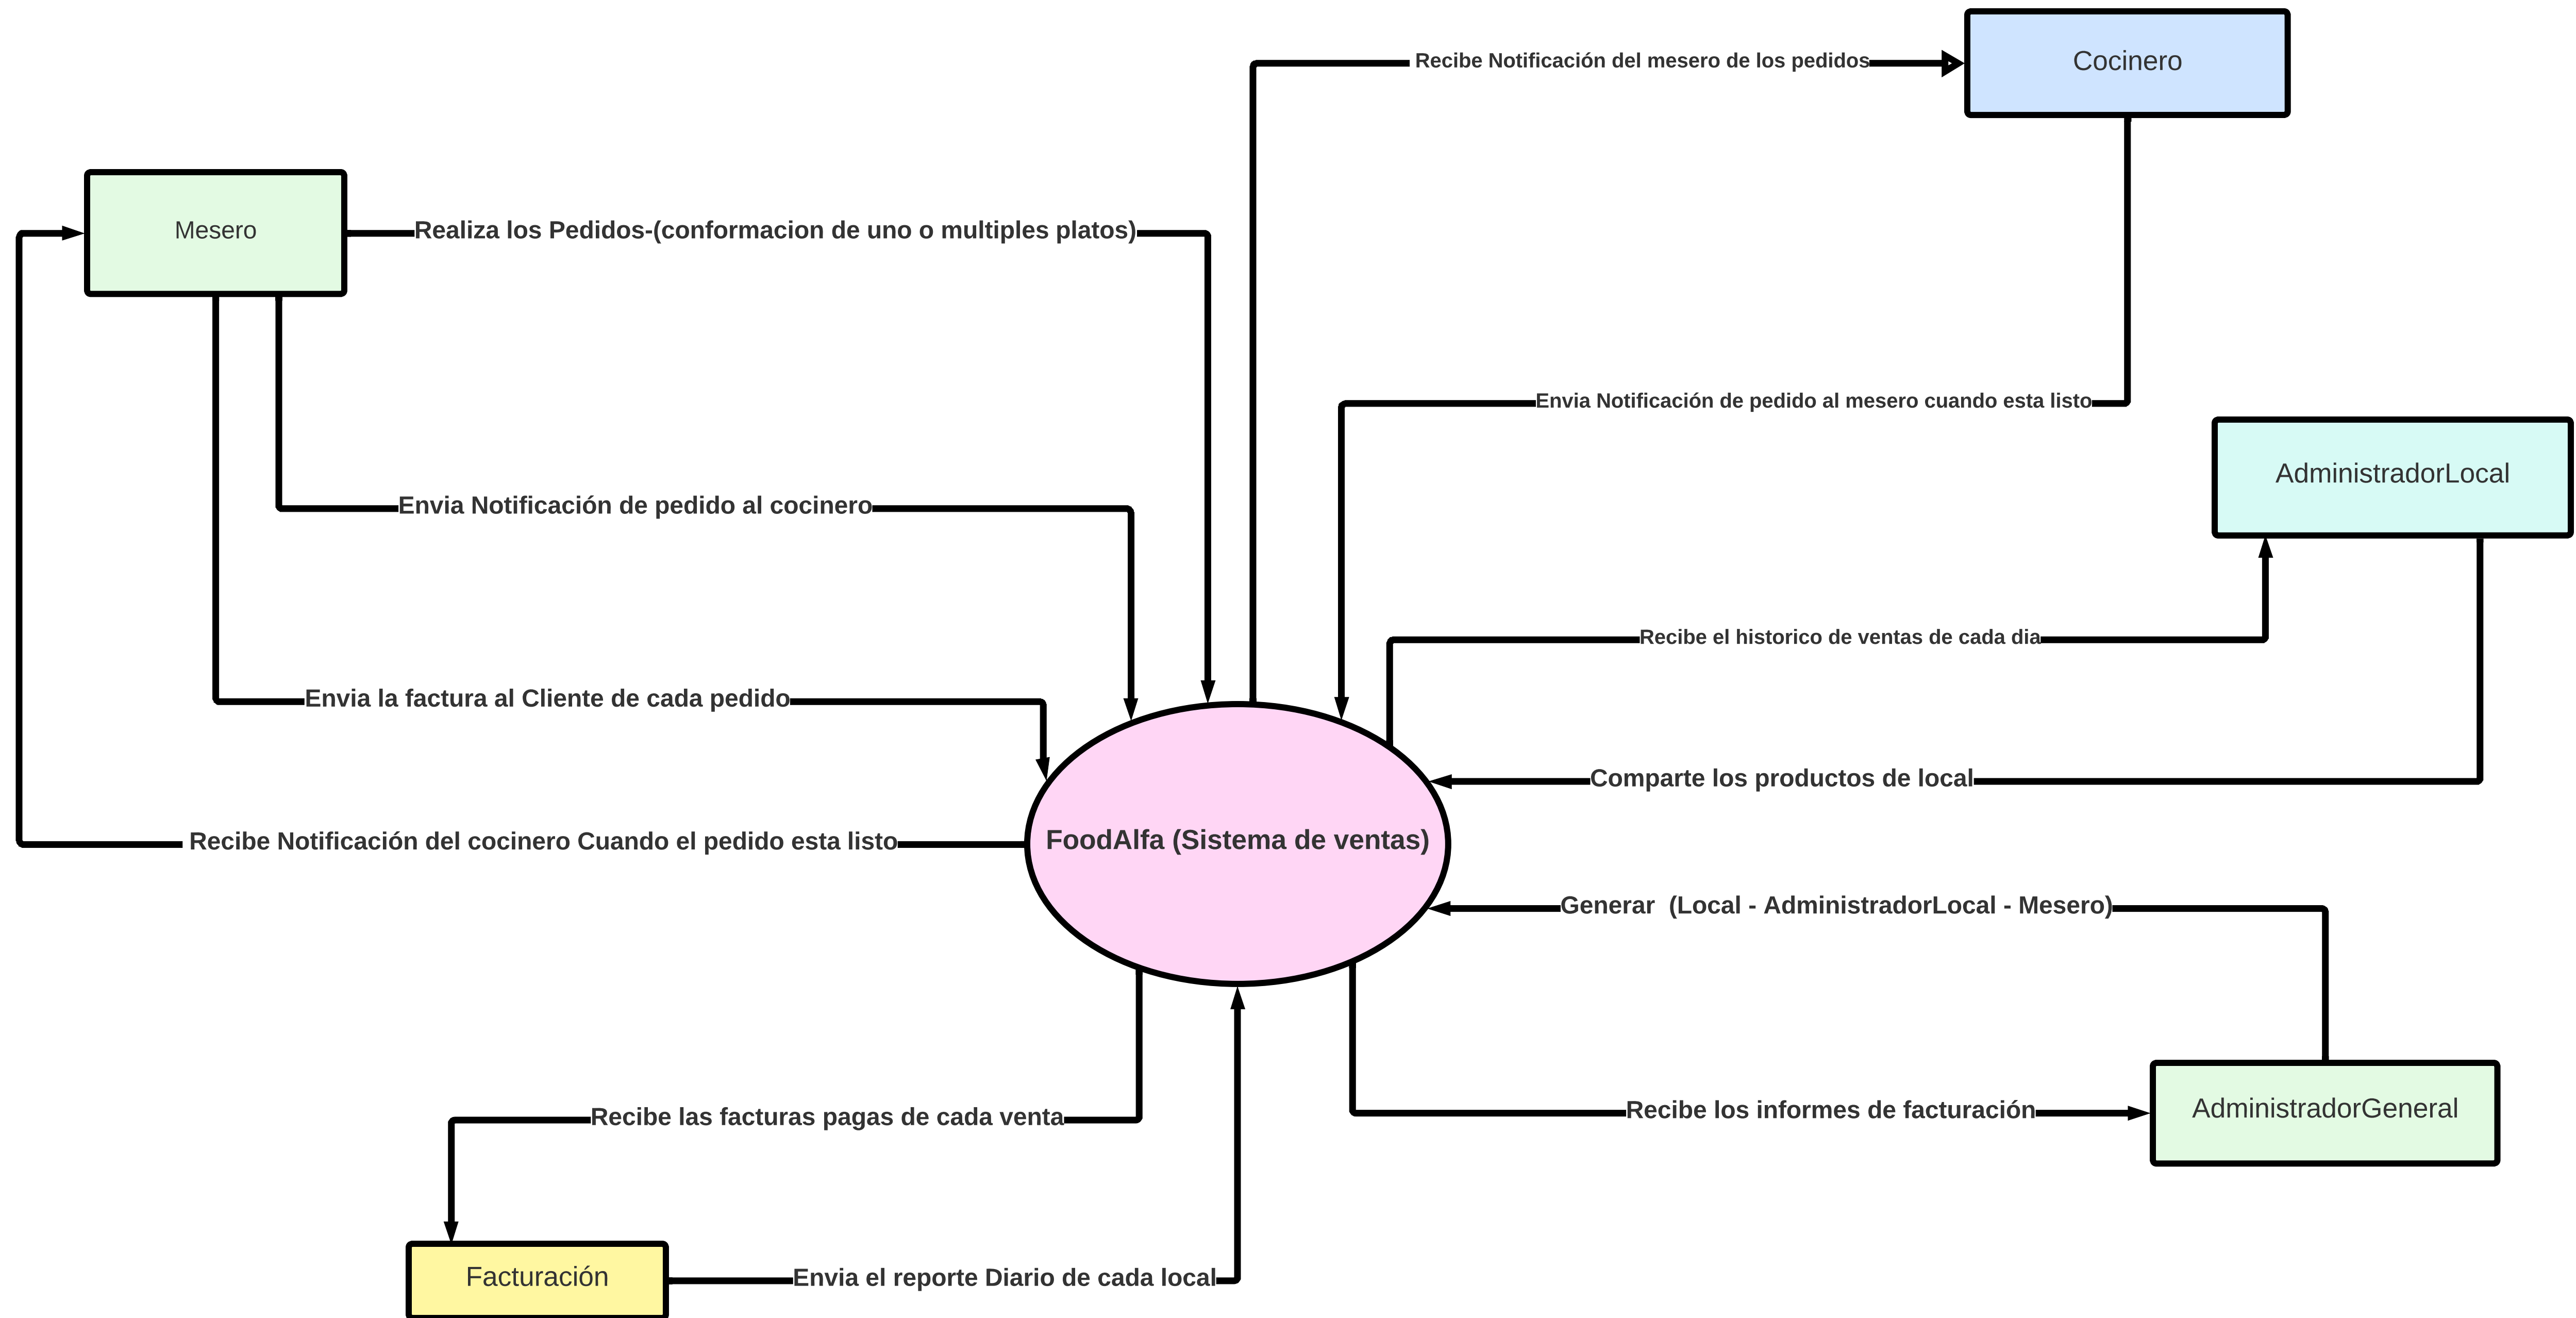 Cocinero
Recibe Notificación del mesero de los pedidos
Mesero
Realiza los Pedidos-(conformacion de uno o multiples platos)
Envia Notificación de pedido al mesero cuando esta listo
AdministradorLocal
Envia Notificación de pedido al cocinero
Recibe el historico de ventas de cada dia
Envia la factura al Cliente de cada pedido
Comparte los productos de local
Recibe Notificación del cocinero Cuando el pedido esta listo
FoodAlfa (Sistema de ventas)
Generar (Local - AdministradorLocal - Mesero)
Recibe las facturas pagas de cada venta
Recibe los informes de facturación
AdministradorGeneral
Facturación
Envia el reporte Diario de cada local